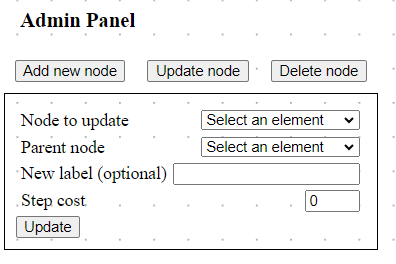 Admin Panel
Add new node Update node Delete node
Node to update Select an element
Parent node Select an element
New label (optional)
Step cost 0
Update